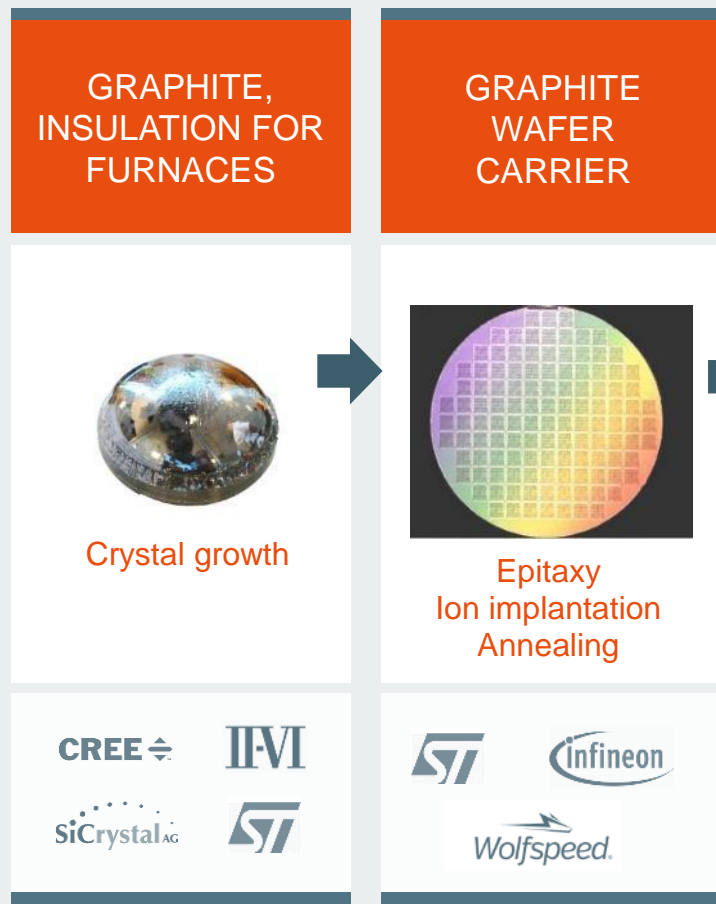 GRAPHITE,
INSULATION FOR
FURNACES
GRAPHITE
WAFER
CARRIER
Crystal growth
Epitaxy
Ion implantation
Annealing
CREE
II-VI
SiCrystal AG
ST
ST
infineon
Wolfspeed.